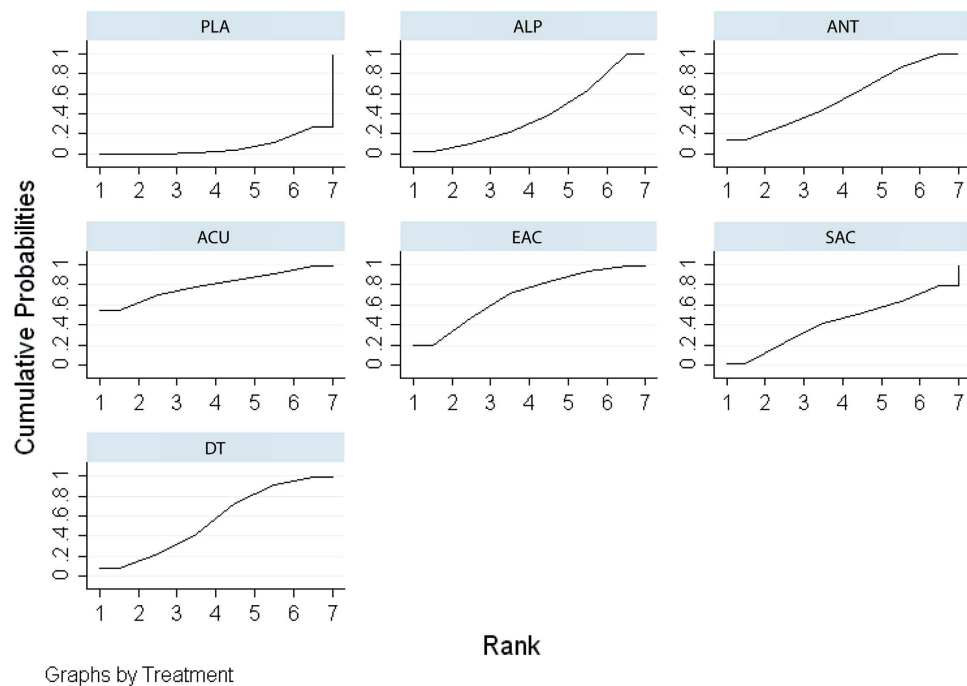 PLA ALP ANT
0 .2 .4 .6 .8 1 0 .2 .4 .6 .8 1 0 .2 .4 .6 .8 1
1 2 3 4 5 6 7 1 2 3 4 5 6 7 1 2 3 4 5 6 7
ACU EAC SAC
0 .2 .4 .6 .8 1 0 .2 .4 .6 .8 1 0 .2 .4 .6 .8 1
1 2 3 4 5 6 7 1 2 3 4 5 6 7 1 2 3 4 5 6 7
Cumulative Probabilities
DT
0 .2 .4 .6 .8 1
1 2 3 4 5 6 7
Rank
Graphs by Treatment